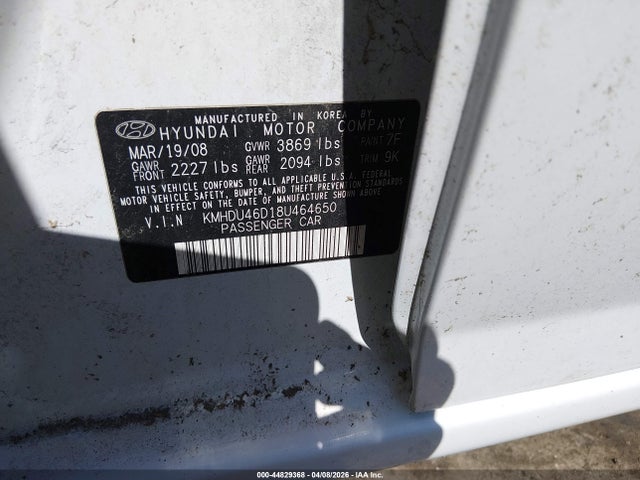 MANUFACTURED IN KOREA BY
HYUNDAI MOTOR COMPANY
MAR/19/08 GVWR 3869 lbs PAINT 7F
GAWR FRONT 2227 lbs GAWR REAR 2094 lbs TRIM 9K
THIS VEHICLE CONFORMS TO ALL APPLICABLE U.S.A. FEDERAL
MOTOR VEHICLE SAFETY, BUMPER, AND THEFT PREVENTION STANDARDS
IN EFFECT ON THE DATE OF MANUFACTURE SHOWN ABOVE.
V.I.N KMHDU46D18U464650
PASSENGER CAR
000-44829368 04/08/2026 - IAA Inc.